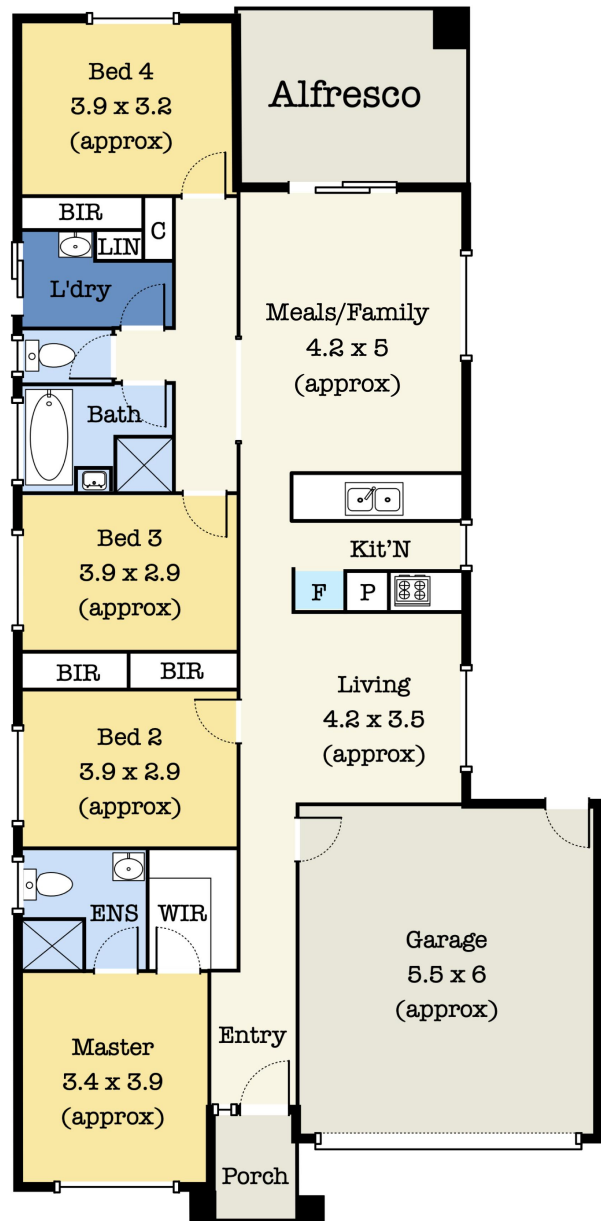 Bed 4
3.9 x 3.2
(approx)
Alfresco
BIR
C
LIN
L'dry
Meals/Family
4.2 x 5
(approx)
Bath
Bed 3
3.9 x 2.9
(approx)
Kit'N
F
P
BIR
BIR
Living
4.2 x 3.5
(approx)
Bed 2
3.9 x 2.9
(approx)
ENS
WIR
Garage
5.5 x 6
(approx)
Entry
Master
3.4 x 3.9
(approx)
Porch